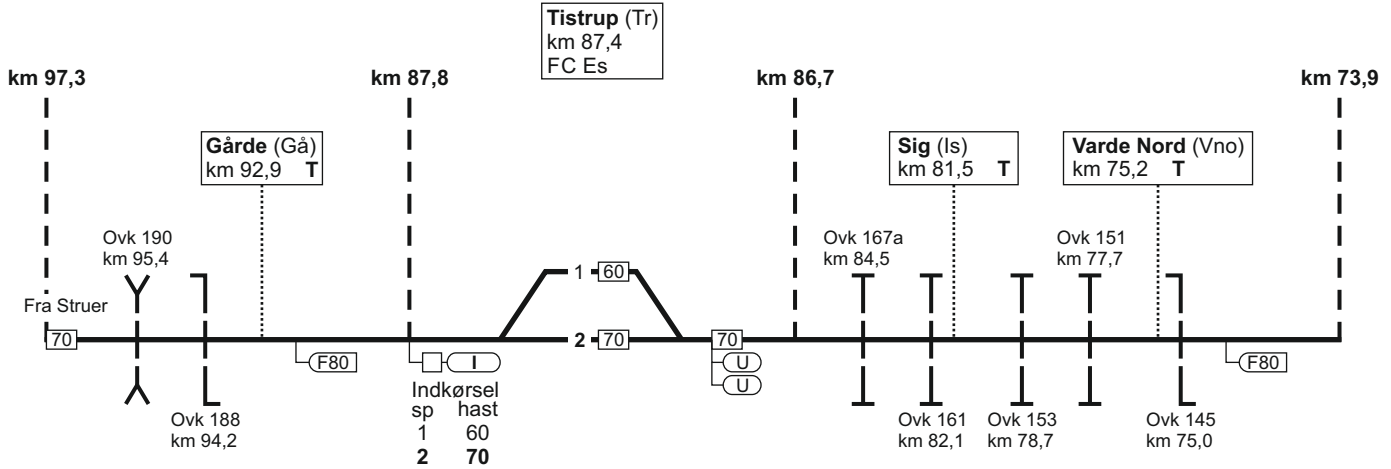 Tistrup (Tr)
km 87,4
FC Es
km 97,3
km 87,8
km 86,7
km 73,9
Gårde (Gå)
km 92,9 T
Sig (Is)
km 81,5 T
Varde Nord (Vno)
km 75,2 T
Ovk 190
km 95,4
Ovk 167a
km 84,5
Ovk 151
km 77,7
1 60
Fra Struer
70
2 70
70
F80
I
U
U
F80
Indkørsel
sp hast
1 60
2 70
Ovk 188
km 94,2
Ovk 161
km 82,1
Ovk 153
km 78,7
Ovk 145
km 75,0